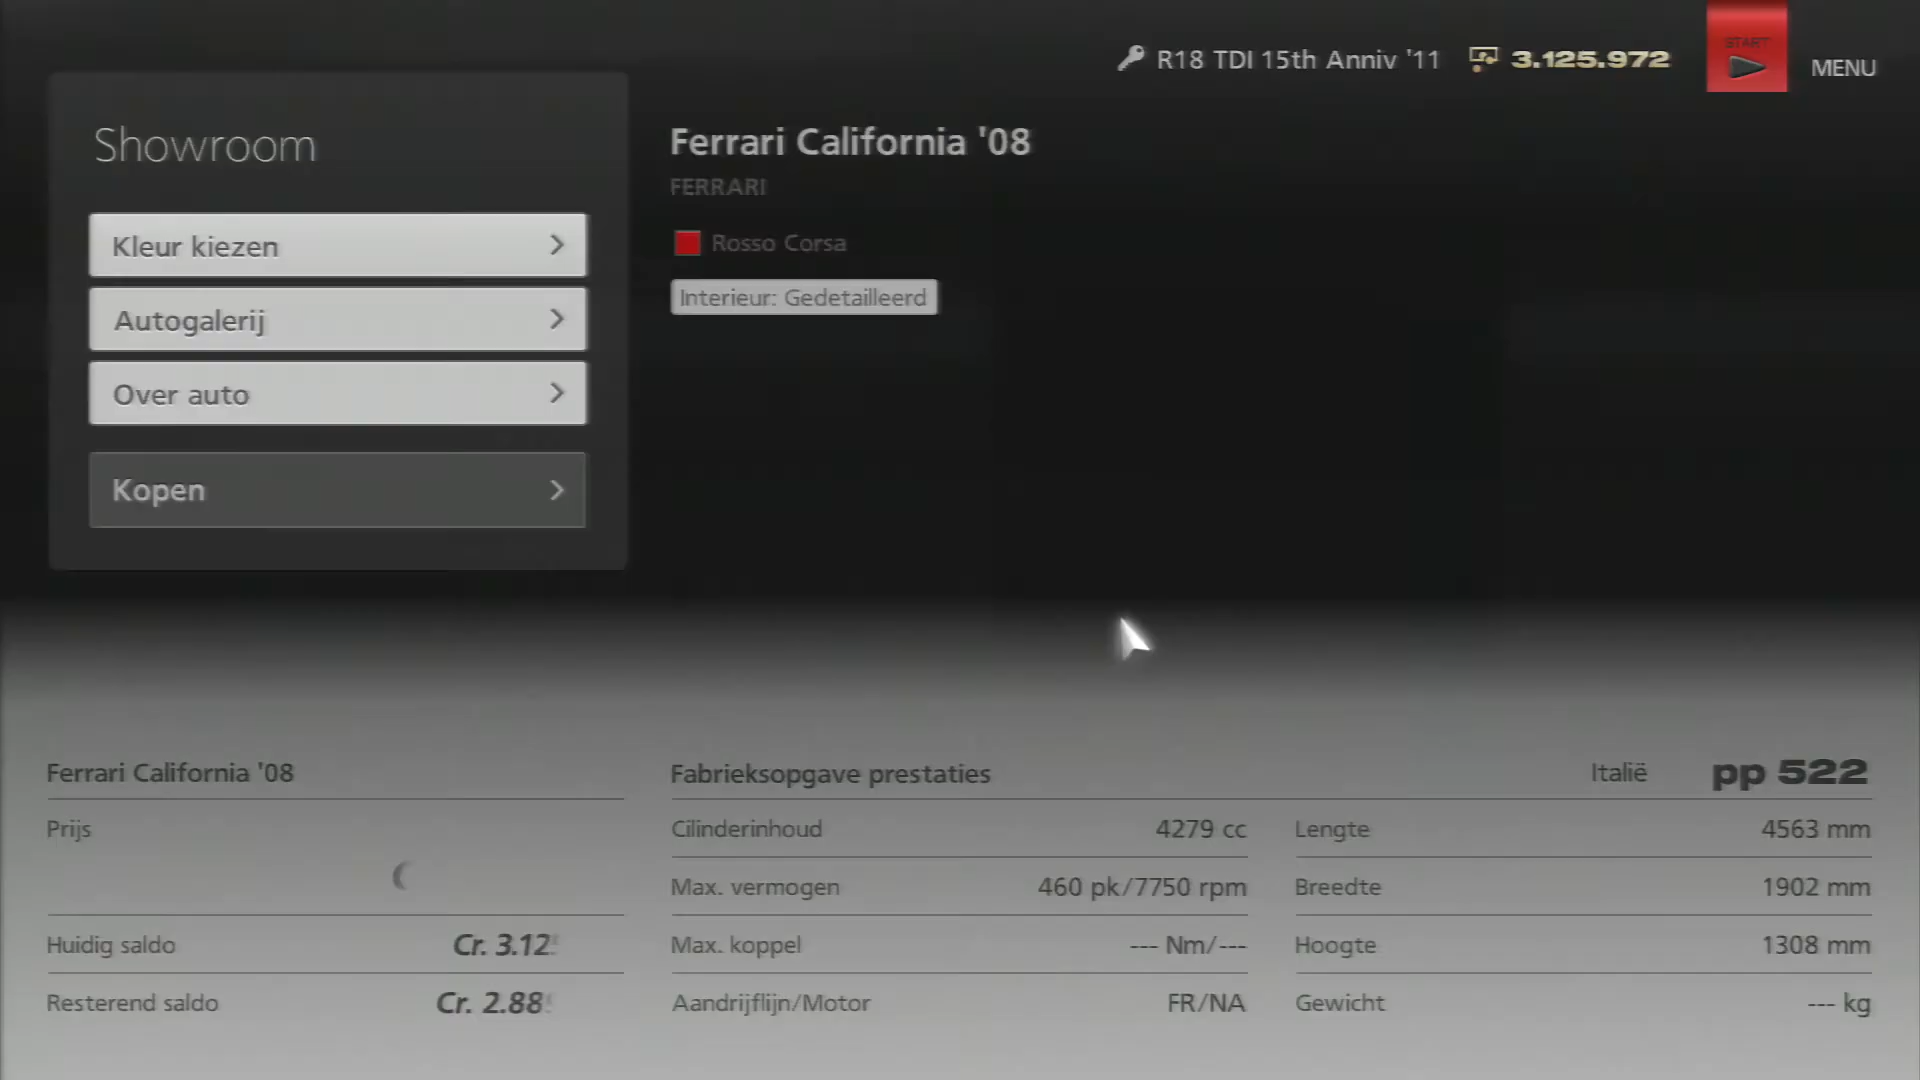 R18 TDI 15th Anniv '11
3.125.972
START
MENU
Showroom
Kleur kiezen
Autogalerij
Over auto
Kopen
Ferrari California '08
FERRARI
Rosso Corsa
Interieur: Gedetailleerd
Ferrari California '08
Prijs
Huidig saldo Cr. 3.12
Resterend saldo Cr. 2.88
Fabrieksopgave prestaties
Italië
pp 522
Cilinderinhoud 4279 cc
Max. vermogen 460 pk/7750 rpm
Max. koppel --- Nm/---
Aandrijflijn/Motor FR/NA
Lengte 4563 mm
Breedte 1902 mm
Hoogte 1308 mm
Gewicht --- kg